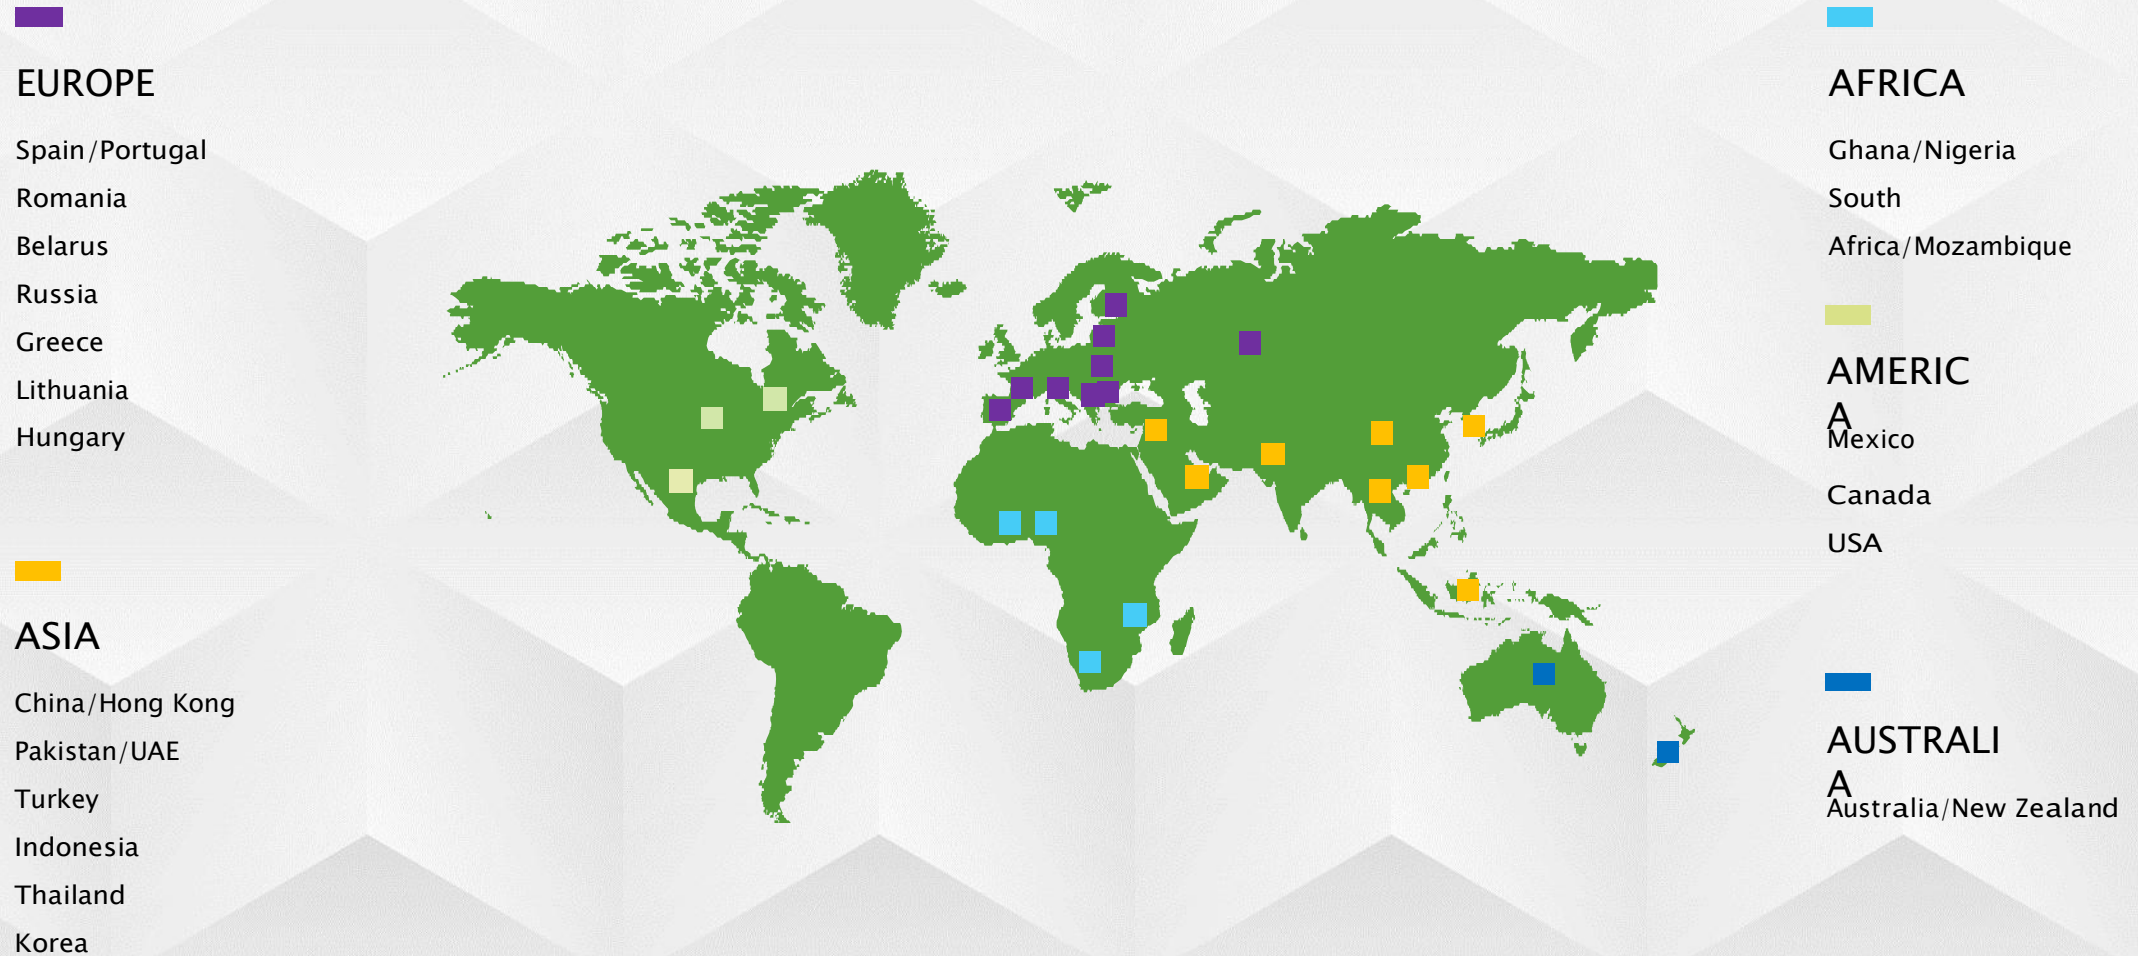 EUROPE
Spain/Portugal
Romania
Belarus
Russia
Greece
Lithuania
Hungary
ASIA
China/Hong Kong
Pakistan/UAE
Turkey
Indonesia
Thailand
Korea
AFRICA
Ghana/Nigeria
South
Africa/Mozambique
AMERIC
A
Mexico
Canada
USA
AUSTRALI
A
Australia/New Zealand